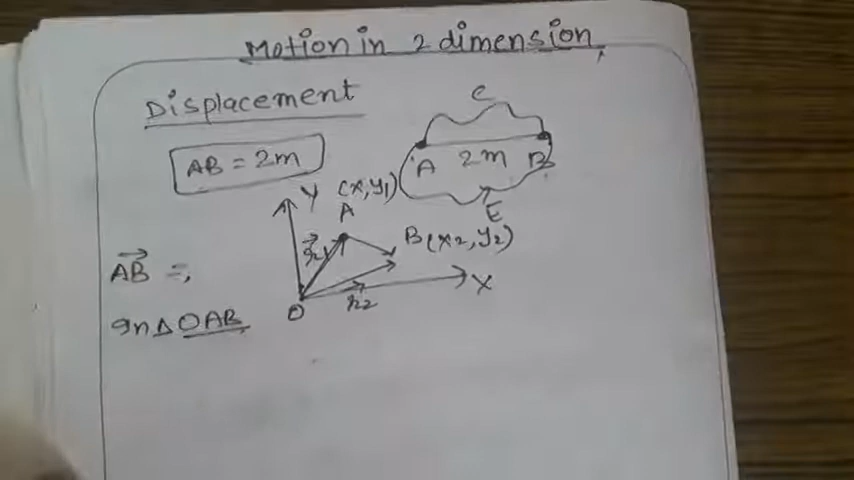 Motion in 2 dimension,
Displacement
C
AB = 2m
A 2m B
E
Y (x,y1)
A
r1
B(x2,y2)
AB =,
X
O r2
In △OAB